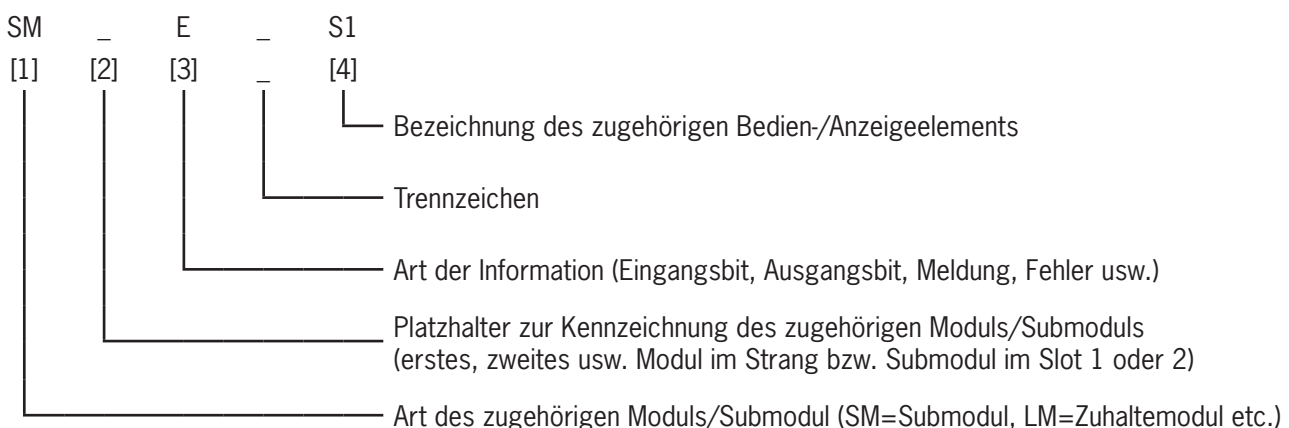 SM _ E _ S1
[1] [2] [3] _ [4]
Bezeichnung des zugehörigen Bedien-/Anzeigeelements
Trennzeichen
Art der Information (Eingangsbit, Ausgangsbit, Meldung, Fehler usw.)
Platzhalter zur Kennzeichnung des zugehörigen Moduls/Submoduls
(erstes, zweites usw. Modul im Strang bzw. Submodul im Slot 1 oder 2)
Art des zugehörigen Moduls/Submodul (SM=Submodul, LM=Zuhaltemodul etc.)